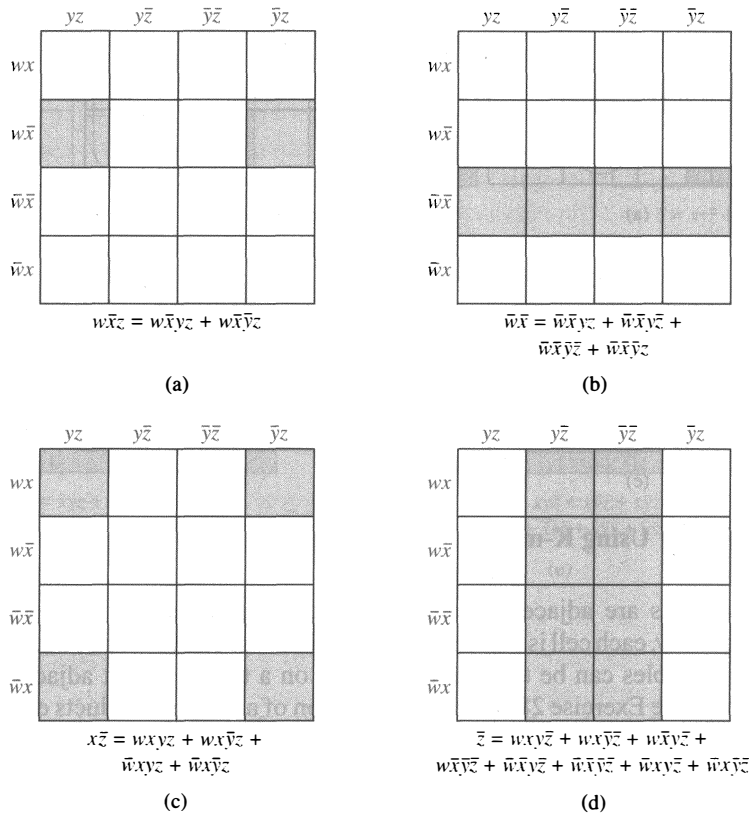 yz yz̄ ȳz̄ ȳz
wx
wx̄
w̄x̄
w̄x
wx̄z = wx̄yz + wx̄ȳz
(a)
yz yz̄ ȳz̄ ȳz
wx
wx̄
w̄x̄
w̄x
w̄x̄ = w̄x̄yz + w̄x̄yz̄ +
w̄x̄ȳz̄ + w̄x̄ȳz
(b)
yz yz̄ ȳz̄ ȳz
wx
wx̄
w̄x̄
w̄x
xz̄ = wxyz + wxȳz +
w̄xyz + w̄xȳz
(c)
yz yz̄ ȳz̄ ȳz
wx
wx̄
w̄x̄
w̄x
z̄ = wxyz̄ + wxȳz̄ + wx̄yz̄ +
wx̄ȳz̄ + w̄x̄yz̄ + w̄x̄ȳz̄ + w̄xyz̄ + w̄xȳz̄
(d)